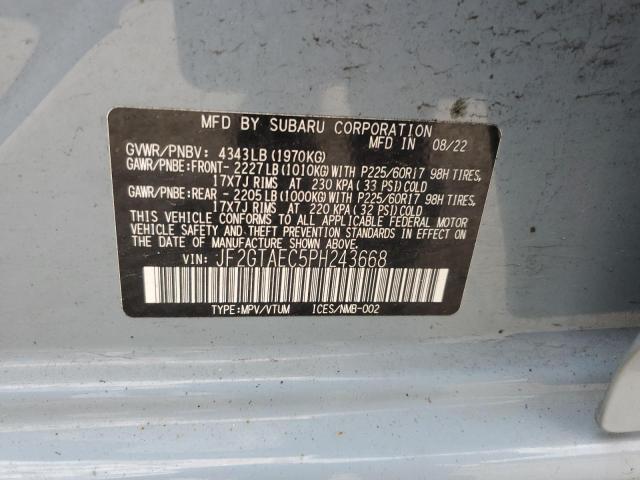 MFD BY SUBARU CORPORATION
MFD IN 08/22
GVWR/PNBV: 4343LB (1970KG)
GAWR/PNBE:FRONT- 2227LB (1010KG) WITH P225/60R17 98H TIRES,
17X7J RIMS AT 230 KPA (33 PSI) COLD
GAWR/PNBE:REAR - 2205LB (1000KG) WITH P225/60R17 98H TIRES,
17X7J RIMS AT 220 KPA (32 PSI) COLD
THIS VEHICLE CONFORMS TO ALL APPLICABLE FEDERAL MOTOR
VEHICLE SAFETY AND THEFT PREVENTION STANDARDS
IN EFFECT ON THE DATE OF MANUFACTURE SHOWN ABOVE.
VIN: JF2GTAEC5PH243668
TYPE:MPV/VTUM ICES/NMB-002